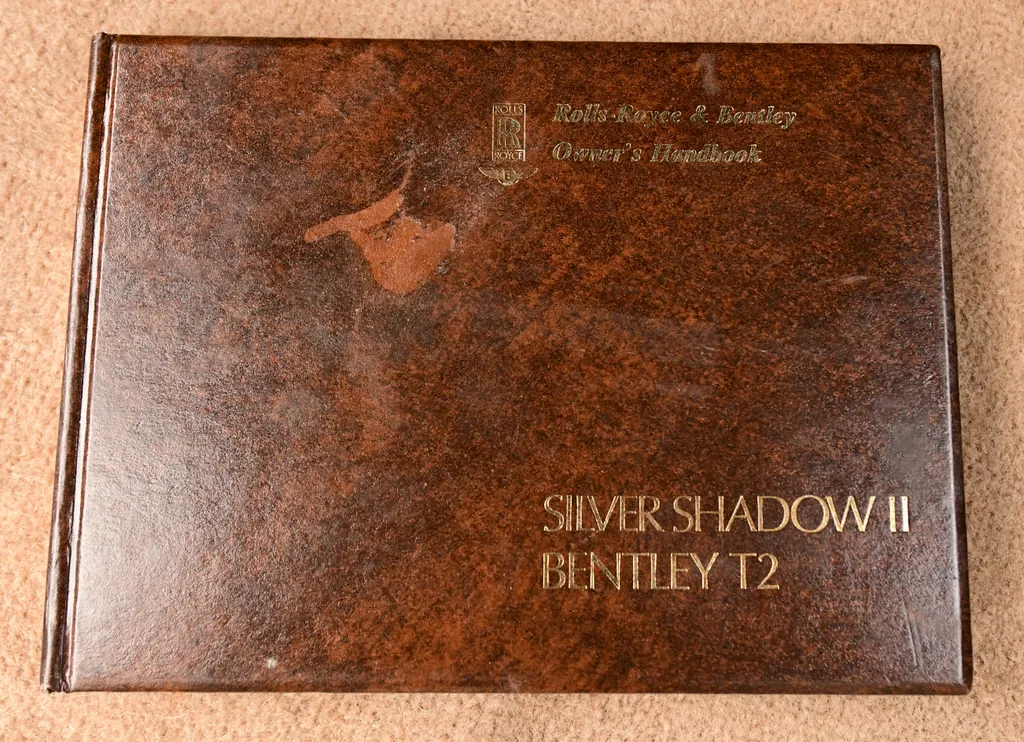 ROLLS
RR
ROYCE
B
Rolls-Royce & Bentley
Owner's Handbook
SILVER SHADOW II
BENTLEY T2